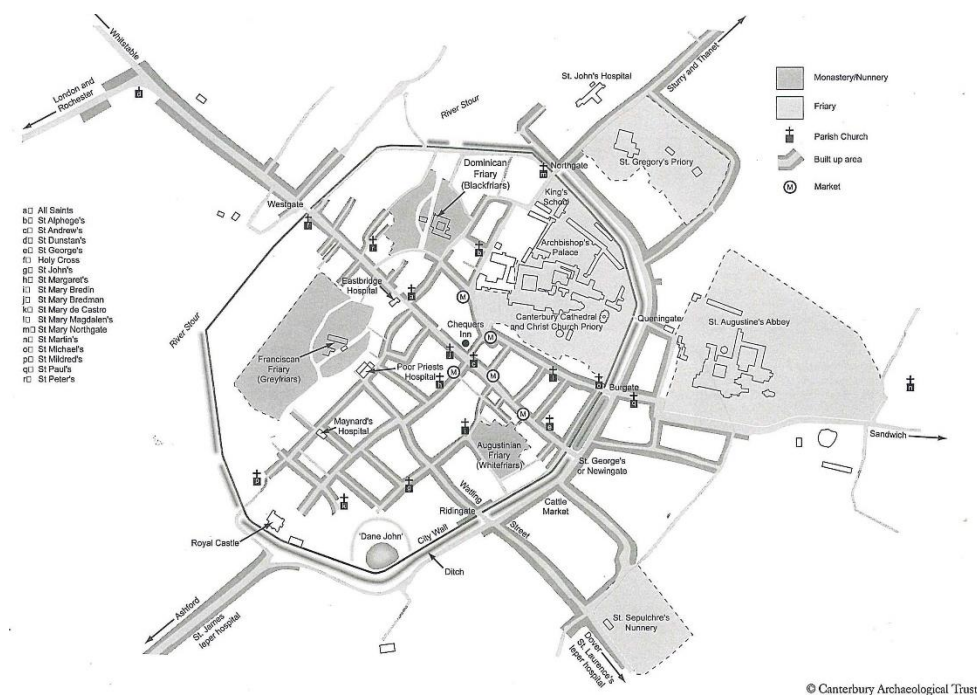 Whitstable
London and
Rochester
River Stour
St. John's Hospital
Sturry and Thanet
Monastery/Nunnery
Friary
Parish Church
Built up area
M Market
Dominican
Friary
(Blackfriars)
Northgate
St. Gregory's Priory
King's
School
Westgate
Archbishop's
Palace
a All Saints
b St Alphege's
c St Andrew's
d St Dunstan's
e St George's
f Holy Cross
g St John's
h St Margaret's
i St Mary Bredin
j St Mary Bredman
k St Mary de Castro
l St Mary Magdalen's
m St Mary Northgate
n St Martin's
o St Michael's
p St Mildred's
q St Paul's
r St Peter's
River Stour
Eastbridge
Hospital
M
Canterbury Cathedral
and Christ Church Priory
Queningate
St. Augustine's Abbey
Chequers
Inn
M
Franciscan
Friary
(Greyfriars)
Poor Priests
Hospital
M
M
Burgate
M
Sandwich
Maynard's
Hospital
Augustinian
Friary
(Whitefriars)
St. George's
or Newingate
Cattle
Market
Watling
Street
Ridingate
Royal Castle
'Dane John'
City Wall
Ditch
Ashford
St. James
leper hospital
St. Sepulchre's
Nunnery
Dover
St. Laurence's
leper hospital
© Canterbury Archaeological Trust